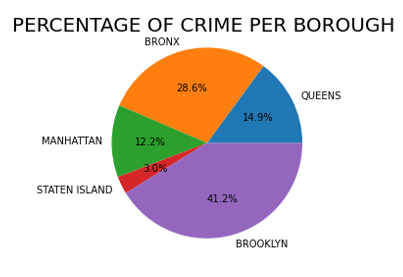 PERCENTAGE OF CRIME PER BOROUGH
BRONX
28.6%
QUEENS
14.9%
MANHATTAN
12.2%
STATEN ISLAND
3.0%
41.2%
BROOKLYN